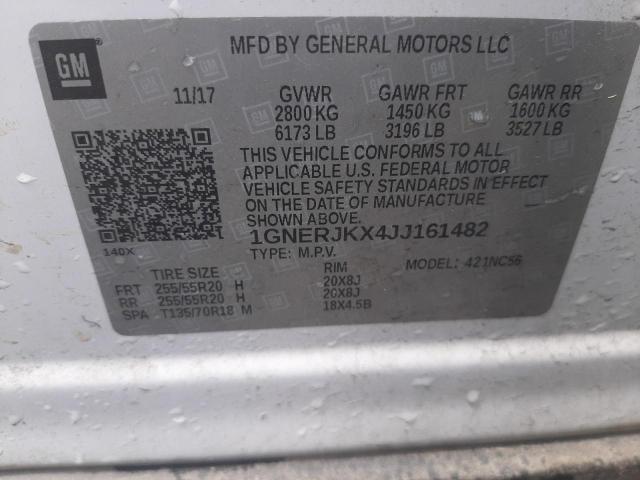 GM
MFD BY GENERAL MOTORS LLC
11/17 GVWR GAWR FRT GAWR RR
2800 KG 1450 KG 1600 KG
6173 LB 3196 LB 3527 LB
THIS VEHICLE CONFORMS TO ALL
APPLICABLE U.S. FEDERAL MOTOR
VEHICLE SAFETY STANDARDS IN EFFECT
ON THE DATE OF MANUFACTURE
SHOWN ABOVE.
1GNERJKX4JJ161482
140X TYPE: M.P.V. MODEL: 421NC56
TIRE SIZE RIM
FRT 255/55R20 H 20X8J
RR 255/55R20 H 20X8J
SPA T135/70R18 M 18X4.5B